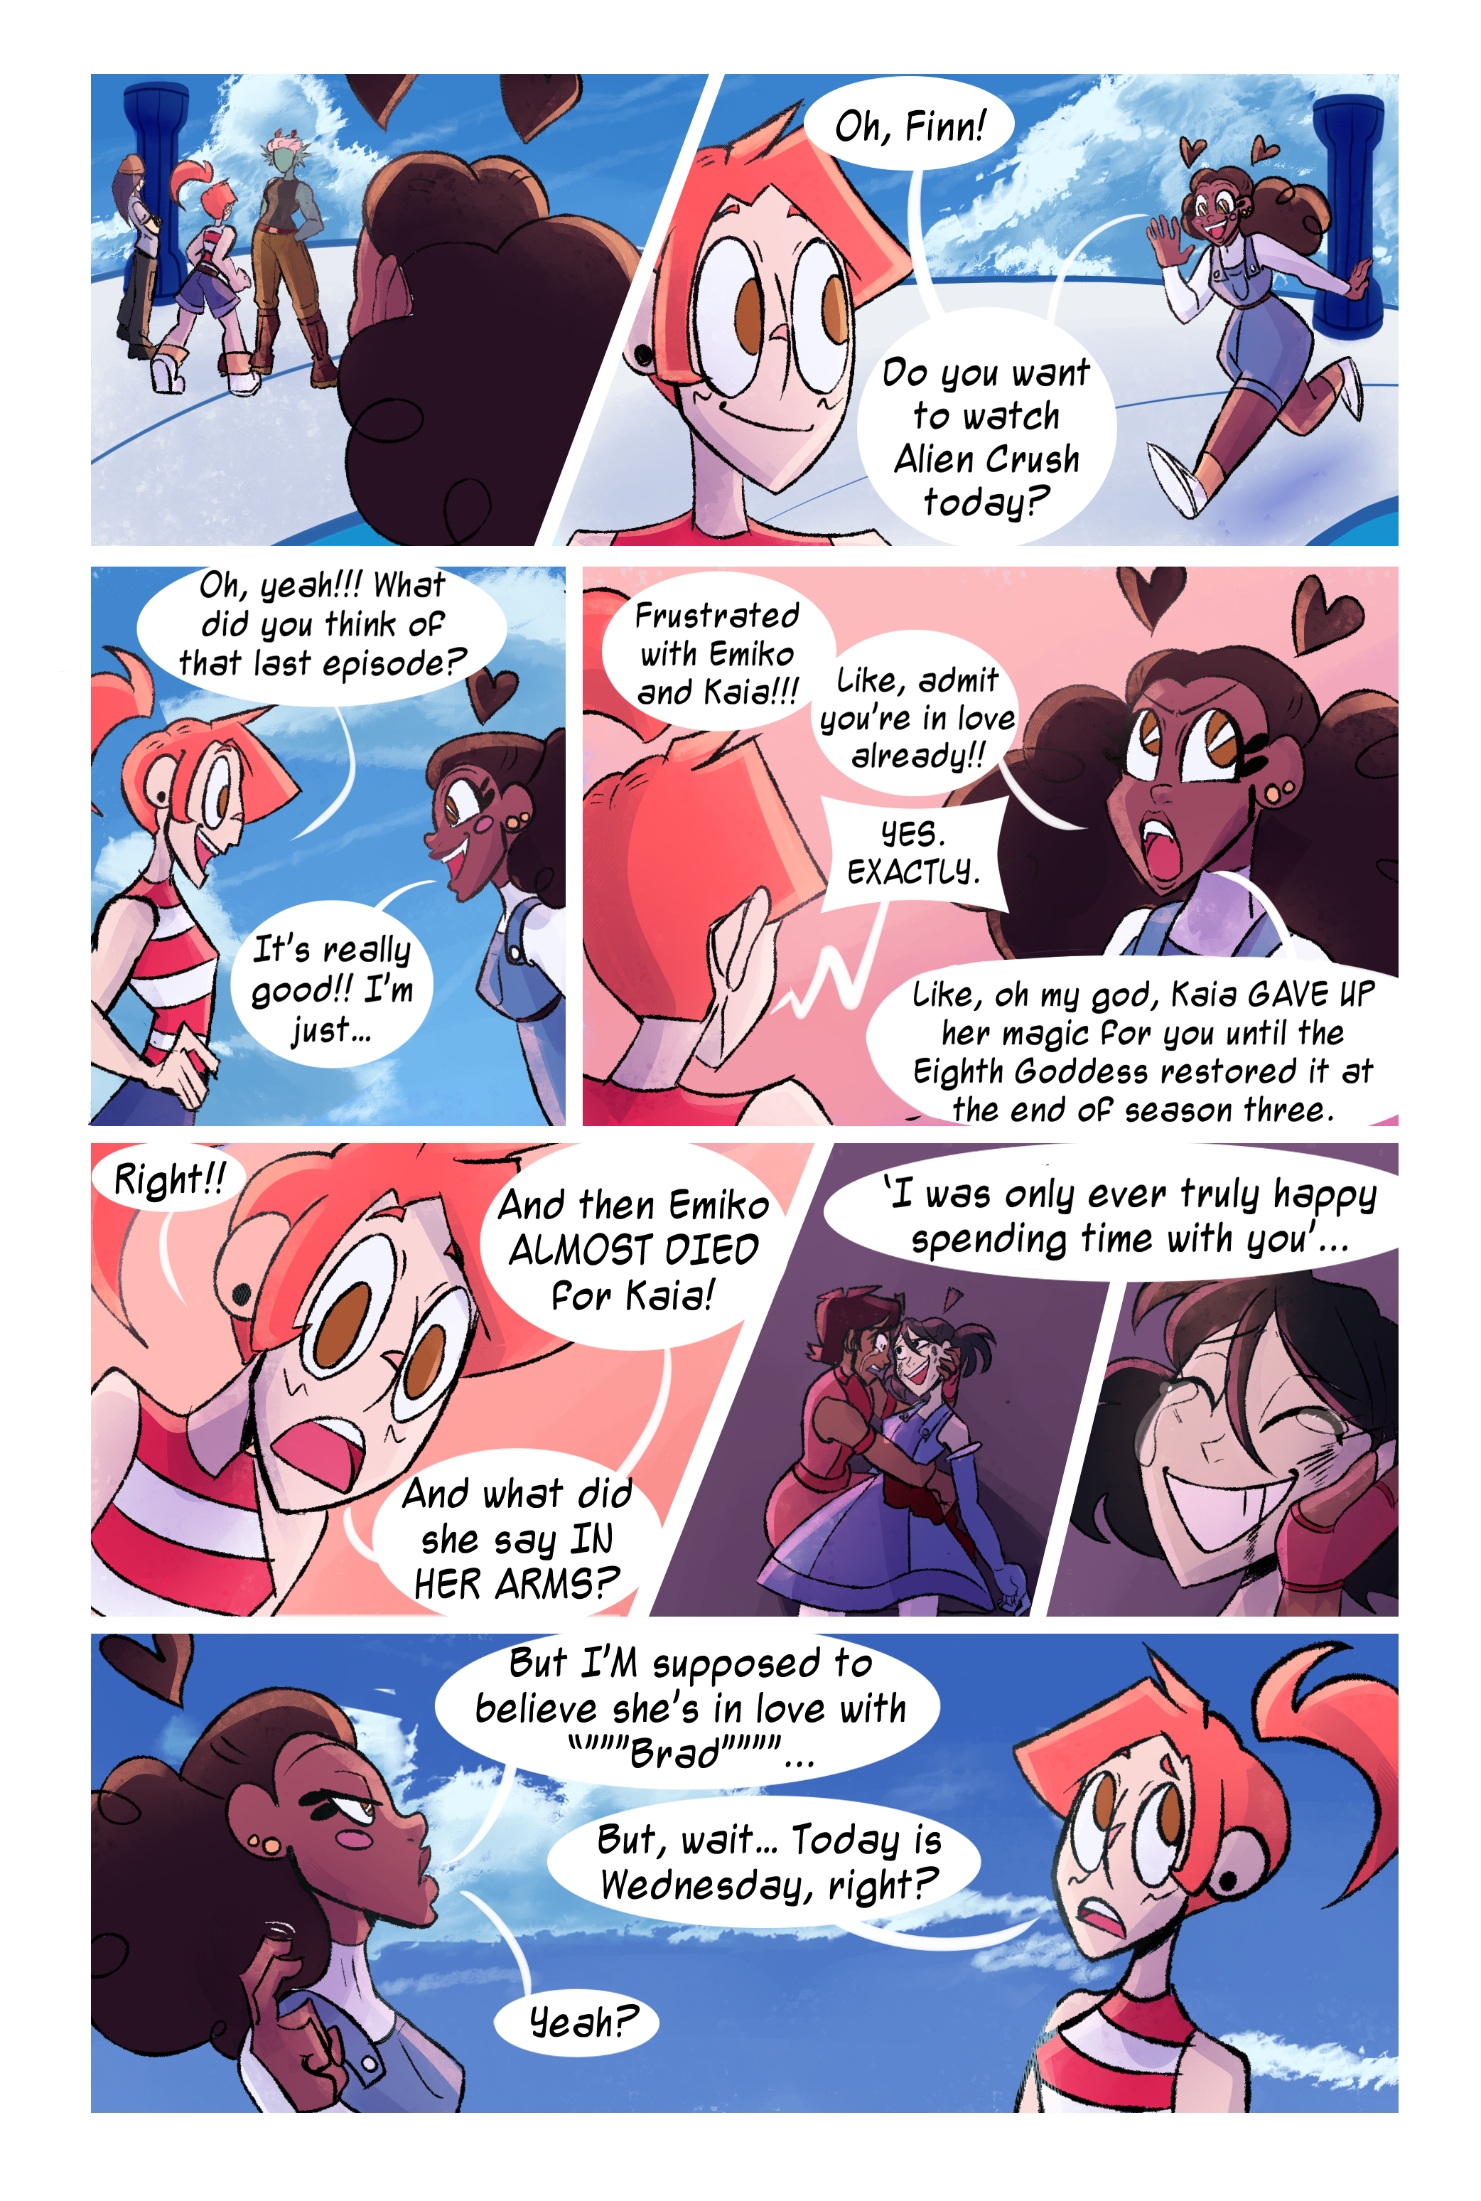 Oh, Finn!
Do you want
to watch
Alien Crush
today?
Oh, yeah!!! What
did you think of
that last episode?
It's really
good!! I'm
just...
Frustrated
with Emiko
and Kaia!!!
Like, admit
you're in love
already!!
YES.
EXACTLY.
Like, oh my god, Kaia GAVE UP
her magic for you until the
Eighth Goddess restored it at
the end of season three.
Right!!
And then Emiko
ALMOST DIED
for Kaia!
And what did
she say IN
HER ARMS?
'I was only ever truly happy
spending time with you'...
But I'M supposed to
believe she's in love with
"""""Brad"""""...
But, wait... Today is
Wednesday, right?
Yeah?